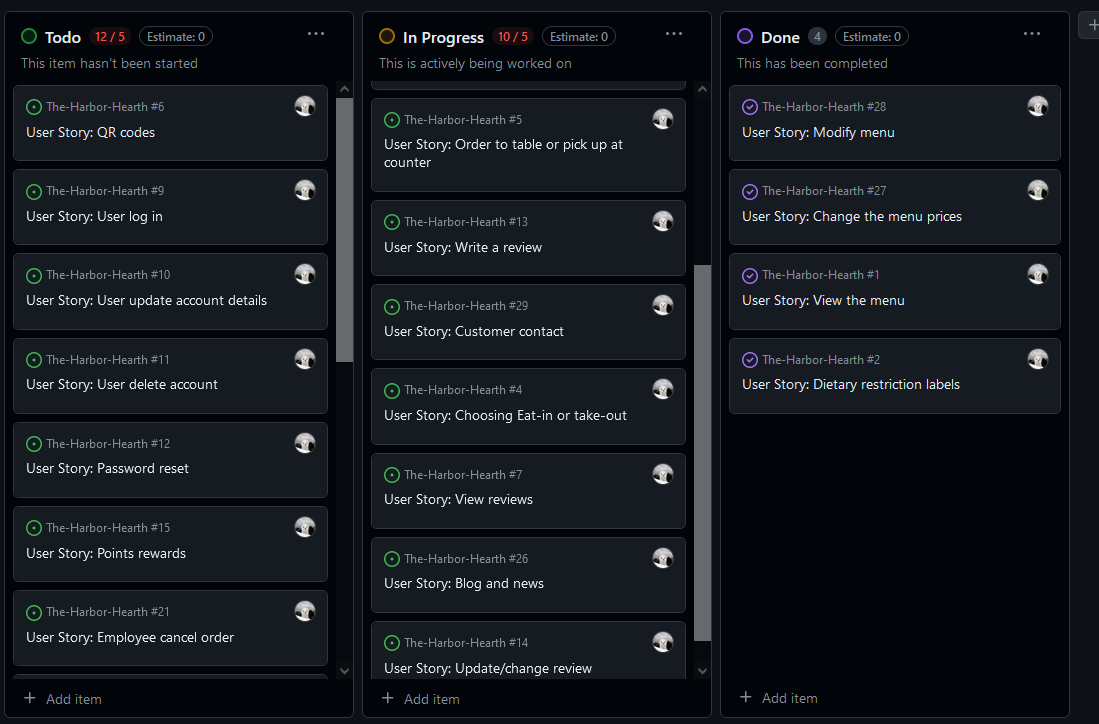 Todo 12 / 5 Estimate: 0
This item hasn't been started
The-Harbor-Hearth #6
User Story: QR codes
The-Harbor-Hearth #9
User Story: User log in
The-Harbor-Hearth #10
User Story: User update account details
The-Harbor-Hearth #11
User Story: User delete account
The-Harbor-Hearth #12
User Story: Password reset
The-Harbor-Hearth #15
User Story: Points rewards
The-Harbor-Hearth #21
User Story: Employee cancel order
Add item
In Progress 10 / 5 Estimate: 0
This is actively being worked on
The-Harbor-Hearth #5
User Story: Order to table or pick up at
counter
The-Harbor-Hearth #13
User Story: Write a review
The-Harbor-Hearth #29
User Story: Customer contact
The-Harbor-Hearth #4
User Story: Choosing Eat-in or take-out
The-Harbor-Hearth #7
User Story: View reviews
The-Harbor-Hearth #26
User Story: Blog and news
The-Harbor-Hearth #14
User Story: Update/change review
Add item
Done 4 Estimate: 0
This has been completed
The-Harbor-Hearth #28
User Story: Modify menu
The-Harbor-Hearth #27
User Story: Change the menu prices
The-Harbor-Hearth #1
User Story: View the menu
The-Harbor-Hearth #2
User Story: Dietary restriction labels
Add item